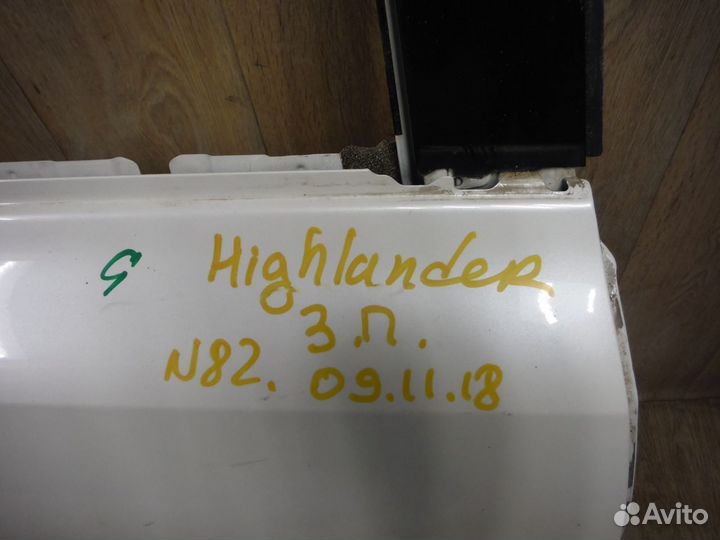 Highlander
З.П.
N82. 09.11.18
Avito